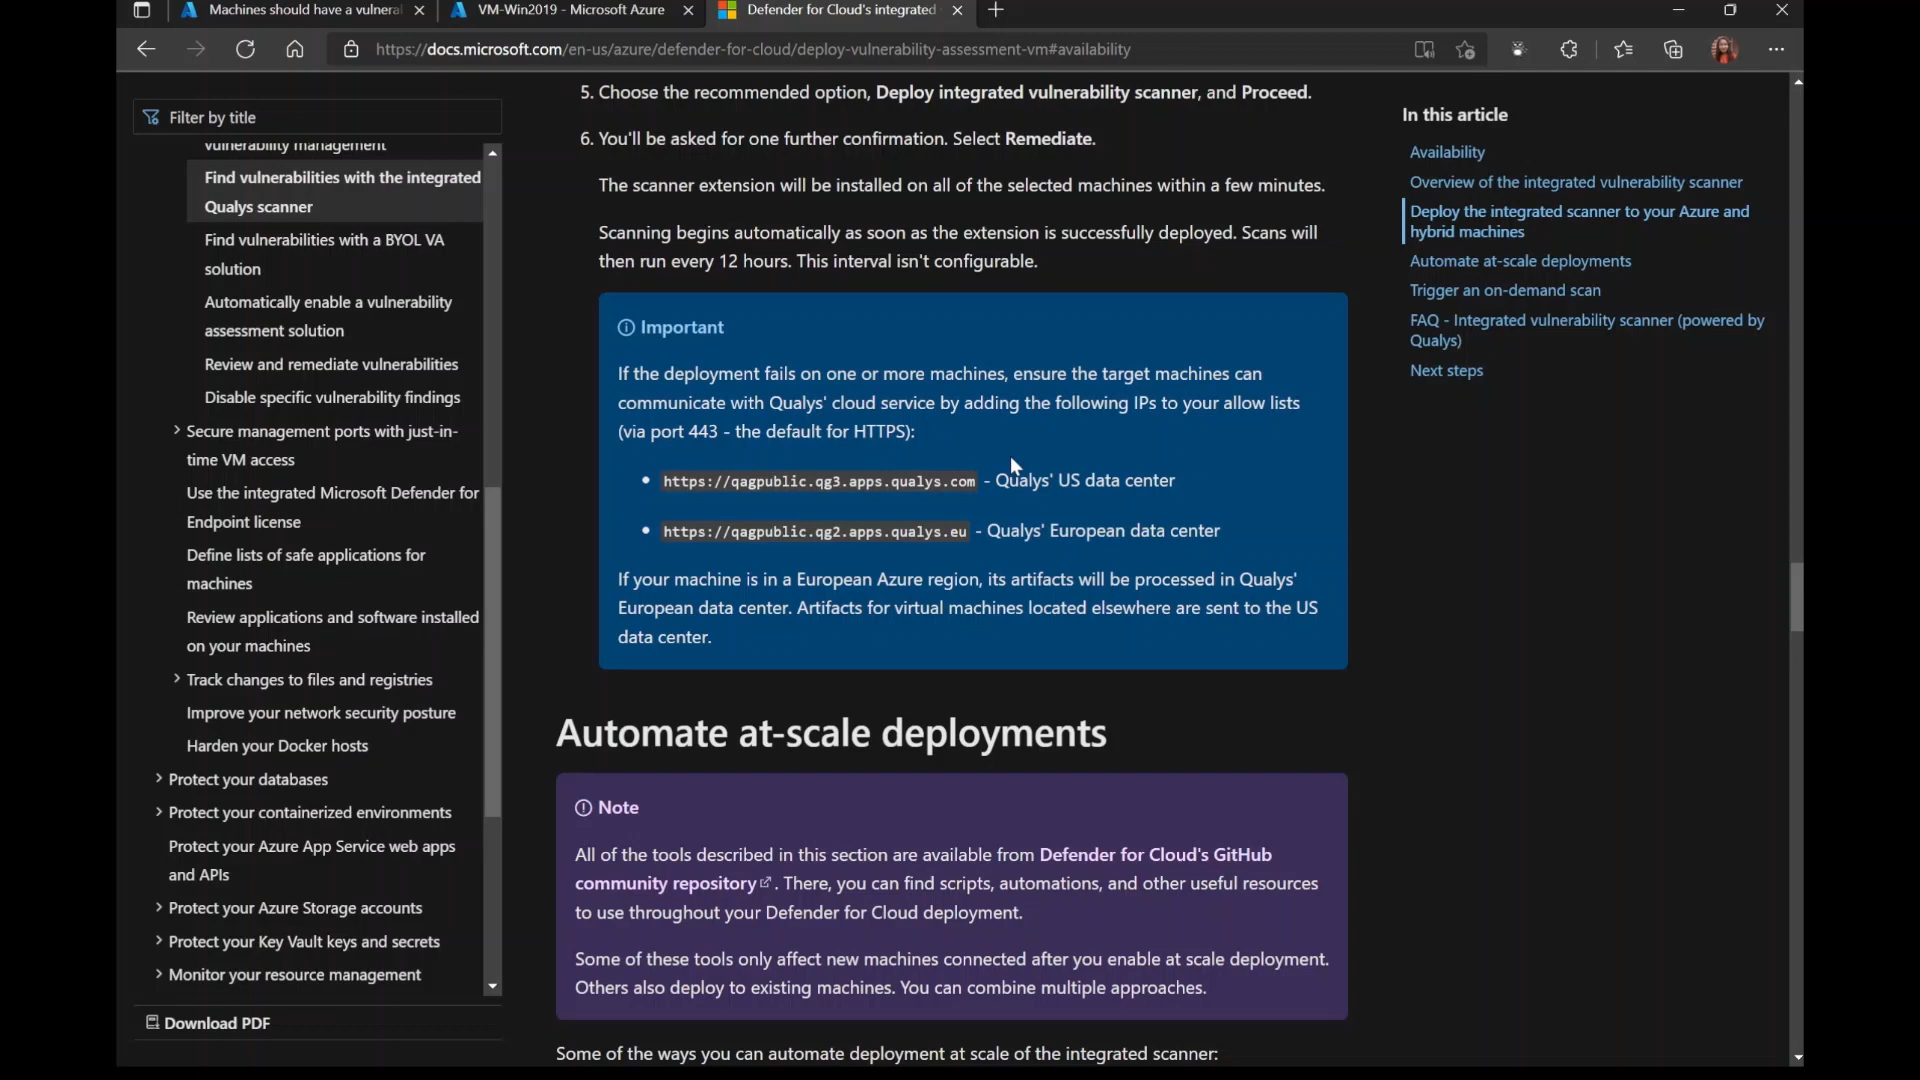 Machines should have a vulneral
VM-Win2019 - Microsoft Azure
Defender for Cloud's integrated
https://docs.microsoft.com/en-us/azure/defender-for-cloud/deploy-vulnerability-assessment-vm#availability
Filter by title
vulnerability management
Find vulnerabilities with the integrated
Qualys scanner
Find vulnerabilities with a BYOL VA
solution
Automatically enable a vulnerability
assessment solution
Review and remediate vulnerabilities
Disable specific vulnerability findings
Secure management ports with just-in-
time VM access
Use the integrated Microsoft Defender for
Endpoint license
Define lists of safe applications for
machines
Review applications and software installed
on your machines
Track changes to files and registries
Improve your network security posture
Harden your Docker hosts
Protect your databases
Protect your containerized environments
Protect your Azure App Service web apps
and APIs
Protect your Azure Storage accounts
Protect your Key Vault keys and secrets
Monitor your resource management
Download PDF
5. Choose the recommended option, Deploy integrated vulnerability scanner, and Proceed.
6. You'll be asked for one further confirmation. Select Remediate.
The scanner extension will be installed on all of the selected machines within a few minutes.
Scanning begins automatically as soon as the extension is successfully deployed. Scans will
then run every 12 hours. This interval isn't configurable.
Important
If the deployment fails on one or more machines, ensure the target machines can
communicate with Qualys' cloud service by adding the following IPs to your allow lists
(via port 443 - the default for HTTPS):
• https://qagpublic.qg3.apps.qualys.com - Qualys' US data center
• https://qagpublic.qg2.apps.qualys.eu - Qualys' European data center
If your machine is in a European Azure region, its artifacts will be processed in Qualys'
European data center. Artifacts for virtual machines located elsewhere are sent to the US
data center.
Automate at-scale deployments
Note
All of the tools described in this section are available from Defender for Cloud's GitHub
community repository. There, you can find scripts, automations, and other useful resources
to use throughout your Defender for Cloud deployment.
Some of these tools only affect new machines connected after you enable at scale deployment.
Others also deploy to existing machines. You can combine multiple approaches.
Some of the ways you can automate deployment at scale of the integrated scanner:
In this article
Availability
Overview of the integrated vulnerability scanner
Deploy the integrated scanner to your Azure and
hybrid machines
Automate at-scale deployments
Trigger an on-demand scan
FAQ - Integrated vulnerability scanner (powered by
Qualys)
Next steps